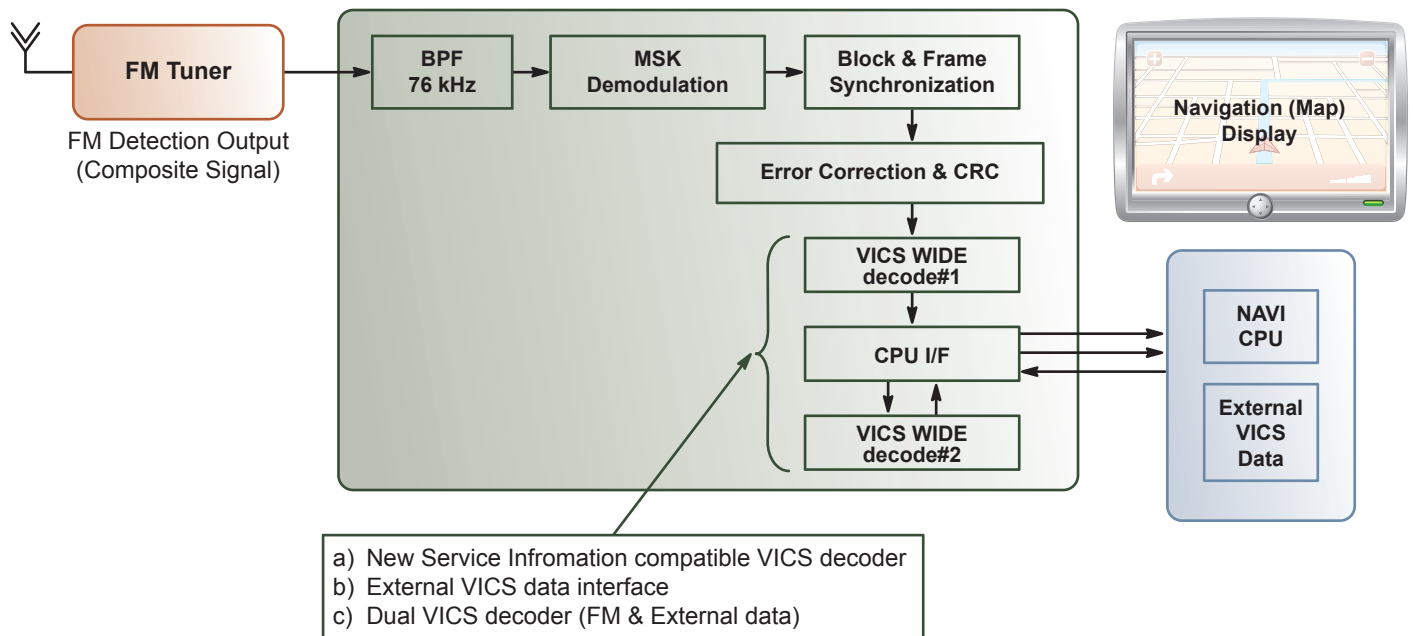 FM Tuner
FM Detection Output
(Composite Signal)
BPF
76 kHz
MSK
Demodulation
Block & Frame
Synchronization
Error Correction & CRC
VICS WIDE
decode#1
CPU I/F
VICS WIDE
decode#2
Navigation (Map)
Display
NAVI
CPU
External
VICS
Data
a) New Service Infromation compatible VICS decoder
b) External VICS data interface
c) Dual VICS decoder (FM & External data)